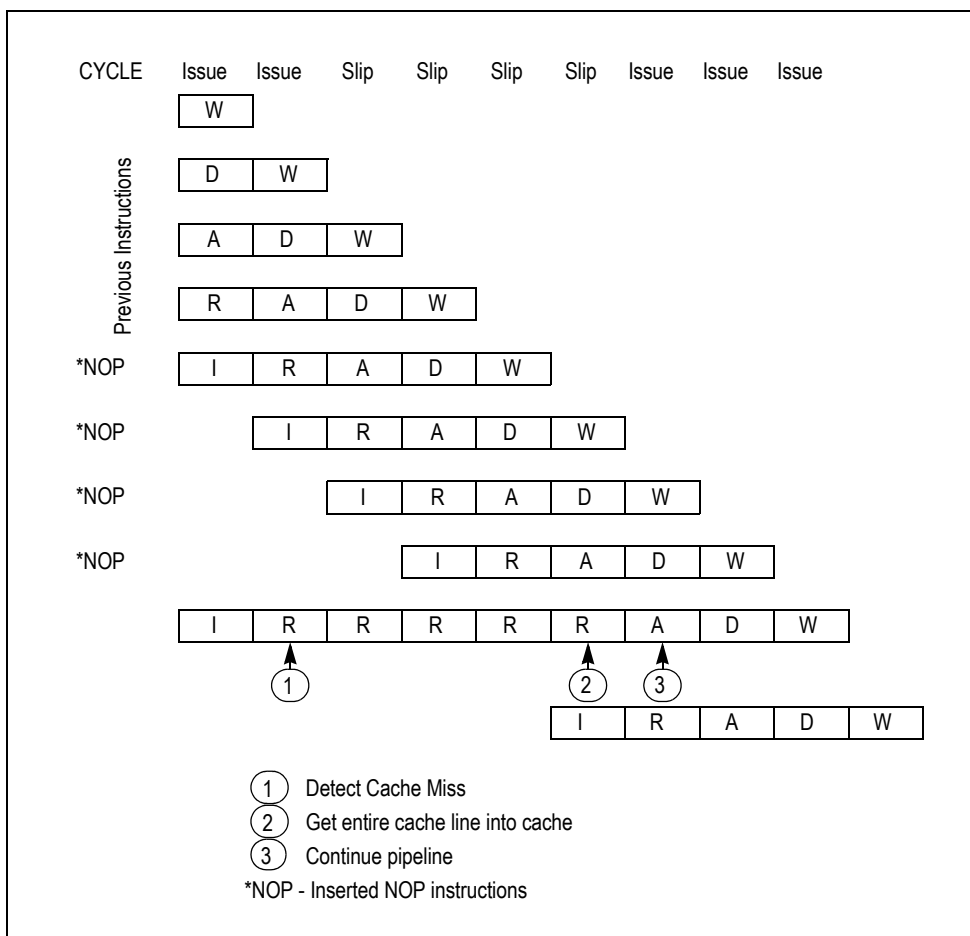 CYCLE Issue Issue Slip Slip Slip Slip Issue Issue Issue
W
Previous Instructions
D W
A D W
R A D W
*NOP I R A D W
*NOP I R A D W
*NOP I R A D W
*NOP I R A D W
I R R R R R A D W
1 2 3
I R A D W
1 Detect Cache Miss
2 Get entire cache line into cache
3 Continue pipeline
*NOP - Inserted NOP instructions